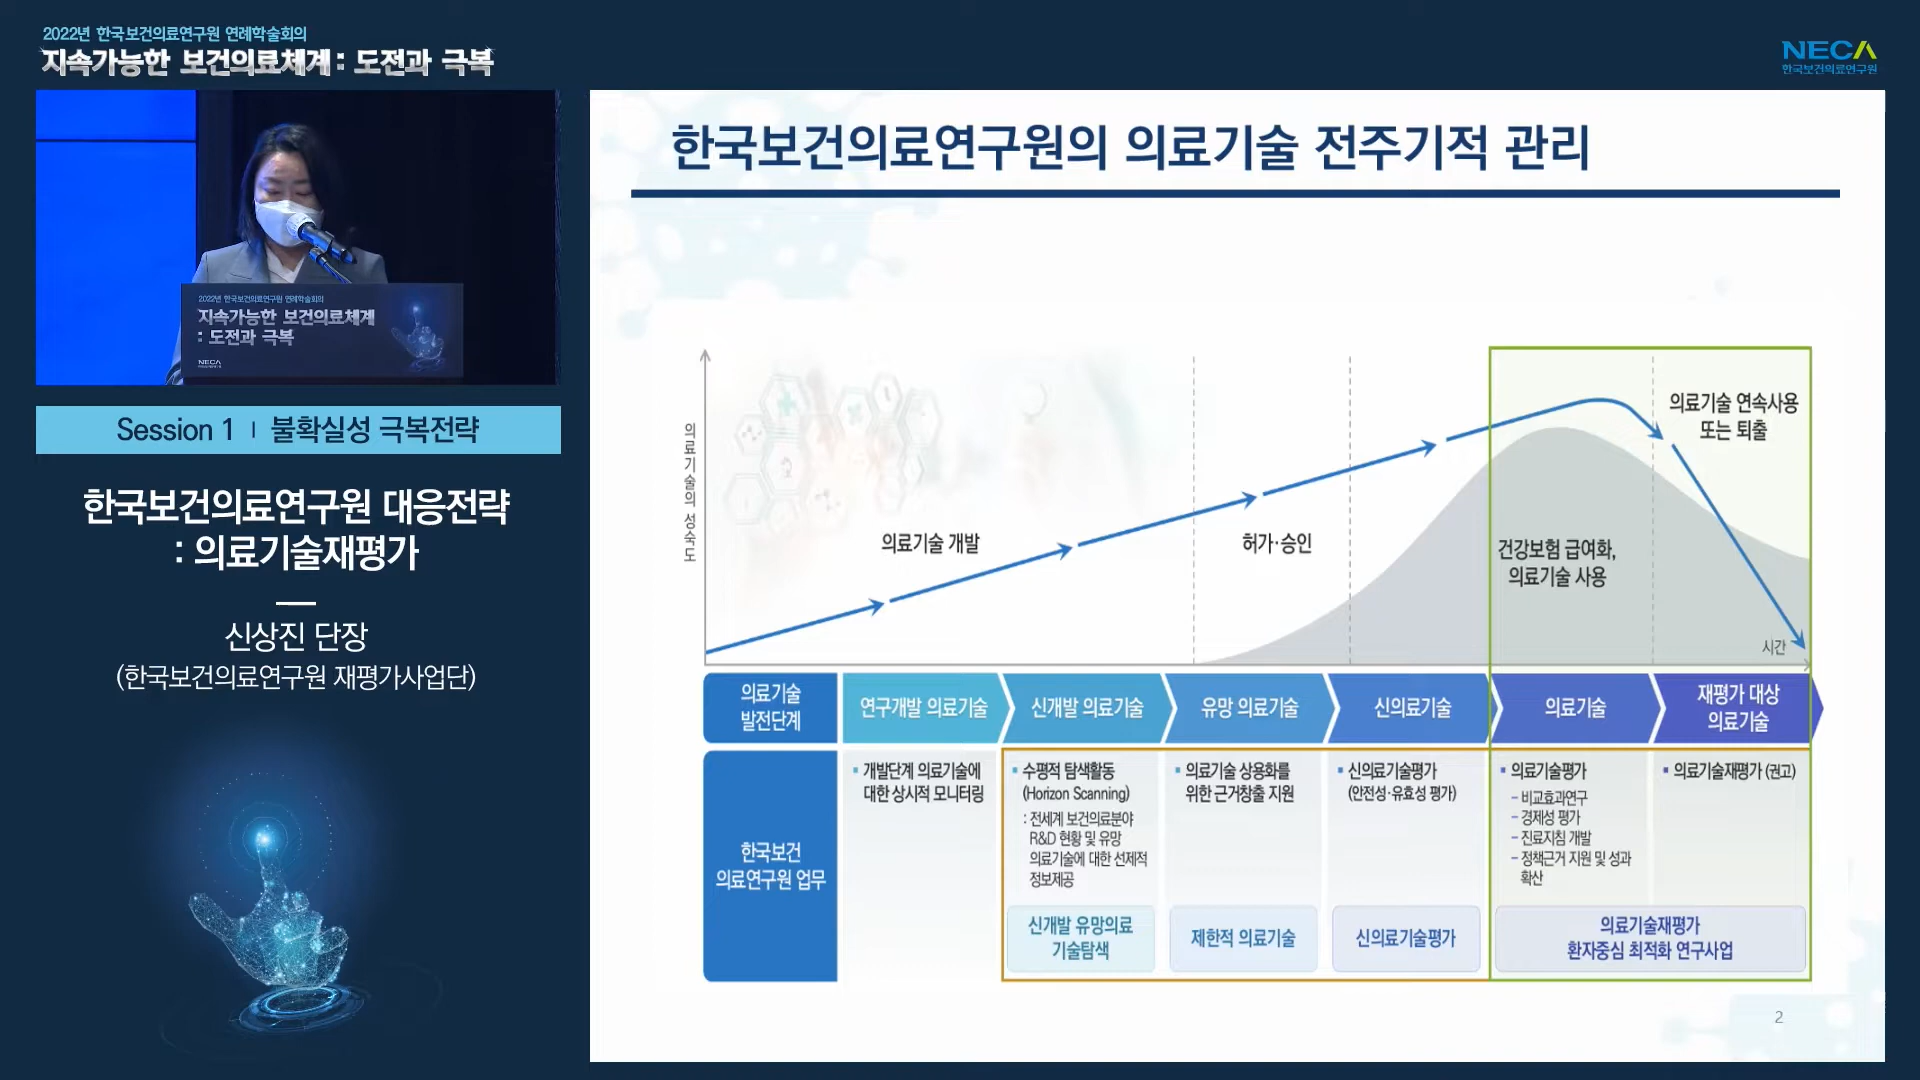 2022년 한국보건의료연구원 연례학술회의
지속가능한 보건의료체계 : 도전과 극복
NECA
한국보건의료연구원
2022년 한국보건의료연구원 연례학술회의
지속가능한 보건의료체계
: 도전과 극복
NECA
Session 1 | 불확실성 극복전략
한국보건의료연구원 대응전략
: 의료기술재평가
신상진 단장
(한국보건의료연구원 재평가사업단)
한국보건의료연구원의 의료기술 전주기적 관리
의료기술의 성숙도
의료기술 개발
허가·승인
건강보험 급여화,
의료기술 사용
의료기술 연속사용
또는 퇴출
시간
의료기술
발전단계
연구개발 의료기술
신개발 의료기술
유망 의료기술
신의료기술
의료기술
재평가 대상
의료기술
한국보건
의료연구원 업무
▪ 개발단계 의료기술에
대한 상시적 모니터링
▪ 수평적 탐색활동
(Horizon Scanning)
: 전세계 보건의료분야
R&D 현황 및 유망
의료기술에 대한 선제적
정보제공
신개발 유망의료
기술탐색
▪ 의료기술 상용화를
위한 근거창출 지원
제한적 의료기술
▪ 신의료기술평가
(안전성·유효성 평가)
신의료기술평가
▪ 의료기술평가
- 비교효과연구
- 경제성 평가
- 진료지침 개발
- 정책근거 지원 및 성과
확산
▪ 의료기술재평가 (권고)
의료기술재평가
환자중심 최적화 연구사업
2